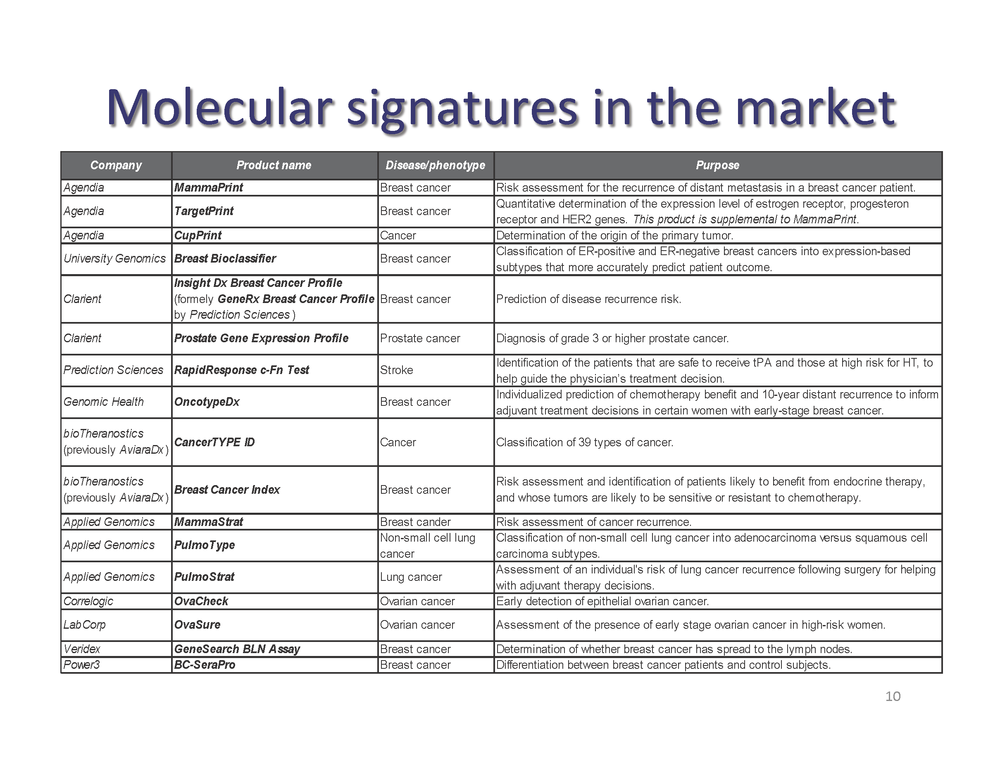 Molecular signatures in the market
Company Product name Disease/phenotype Purpose
Agendia MammaPrint Breast cancer Risk assessment for the recurrence of distant metastasis in a breast cancer patient.
Agendia TargetPrint Breast cancer Quantitative determination of the expression level of estrogen receptor, progesteron
receptor and HER2 genes. This product is supplemental to MammaPrint.
Agendia CupPrint Cancer Determination of the origin of the primary tumor.
University Genomics Breast Bioclassifier Breast cancer Classification of ER-positive and ER-negative breast cancers into expression-based
subtypes that more accurately predict patient outcome.
Clarient Insight Dx Breast Cancer Profile
(formely GeneRx Breast Cancer Profile
by Prediction Sciences) Breast cancer Prediction of disease recurrence risk.
Clarient Prostate Gene Expression Profile Prostate cancer Diagnosis of grade 3 or higher prostate cancer.
Prediction Sciences RapidResponse c-Fn Test Stroke Identification of the patients that are safe to receive tPA and those at high risk for HT, to
help guide the physician’s treatment decision.
Genomic Health OncotypeDx Breast cancer Individualized prediction of chemotherapy benefit and 10-year distant recurrence to inform
adjuvant treatment decisions in certain women with early-stage breast cancer.
bioTheranostics
(previously AviaraDx) CancerTYPE ID Cancer Classification of 39 types of cancer.
bioTheranostics
(previously AviaraDx) Breast Cancer Index Breast cancer Risk assessment and identification of patients likely to benefit from endocrine therapy,
and whose tumors are likely to be sensitive or resistant to chemotherapy.
Applied Genomics MammaStrat Breast cander Risk assessment of cancer recurrence.
Applied Genomics PulmoType Non-small cell lung
cancer Classification of non-small cell lung cancer into adenocarcinoma versus squamous cell
carcinoma subtypes.
Applied Genomics PulmoStrat Lung cancer Assessment of an individual's risk of lung cancer recurrence following surgery for helping
with adjuvant therapy decisions.
Correlogic OvaCheck Ovarian cancer Early detection of epithelial ovarian cancer.
LabCorp OvaSure Ovarian cancer Assessment of the presence of early stage ovarian cancer in high-risk women.
Veridex GeneSearch BLN Assay Breast cancer Determination of whether breast cancer has spread to the lymph nodes.
Power3 BC-SeraPro Breast cancer Differentiation between breast cancer patients and control subjects.
10